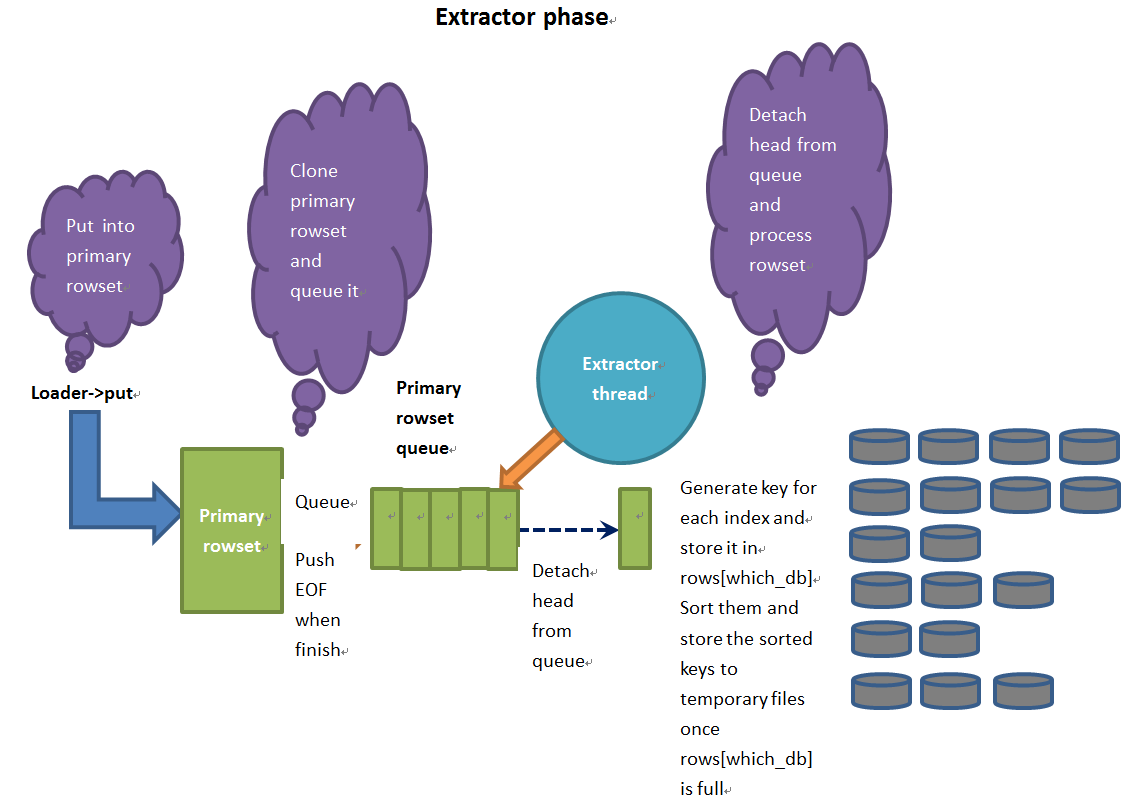 Extractor phase
Put into
primary
rowset
Clone
primary
rowset
and
queue it
Detach
head from
queue
and
process
rowset
Loader->put
Primary
rowset
queue
Extractor
thread
Primary
rowset
Queue
Push
EOF
when
finish
Detach
head
from
queue
Generate key for
each index and
store it in
rows[which_db]
Sort them and
store the sorted
keys to
temporary files
once
rows[which_db]
is full